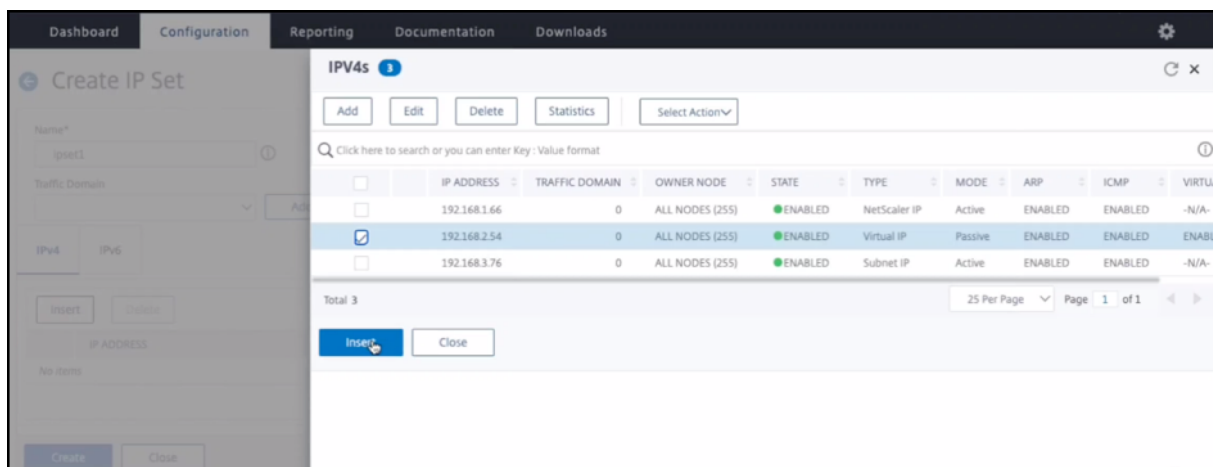 Dashboard Configuration Reporting Documentation Downloads
Create IP Set
Name*
ipset1
Traffic Domain
Add
IPv4 IPv6
Insert Delete
IP ADDRESS
No items
Create Close
IPV4s 3
Add Edit Delete Statistics Select Action
Click here to search or you can enter Key : Value format
IP ADDRESS TRAFFIC DOMAIN OWNER NODE STATE TYPE MODE ARP ICMP VIRTU
192.168.1.66 0 ALL NODES (255) ENABLED NetScaler IP Active ENABLED ENABLED -N/A-
192.168.2.54 0 ALL NODES (255) ENABLED Virtual IP Passive ENABLED ENABLED ENABL
192.168.3.76 0 ALL NODES (255) ENABLED Subnet IP Active ENABLED ENABLED -N/A-
Total 3 25 Per Page Page 1 of 1
Insert Close